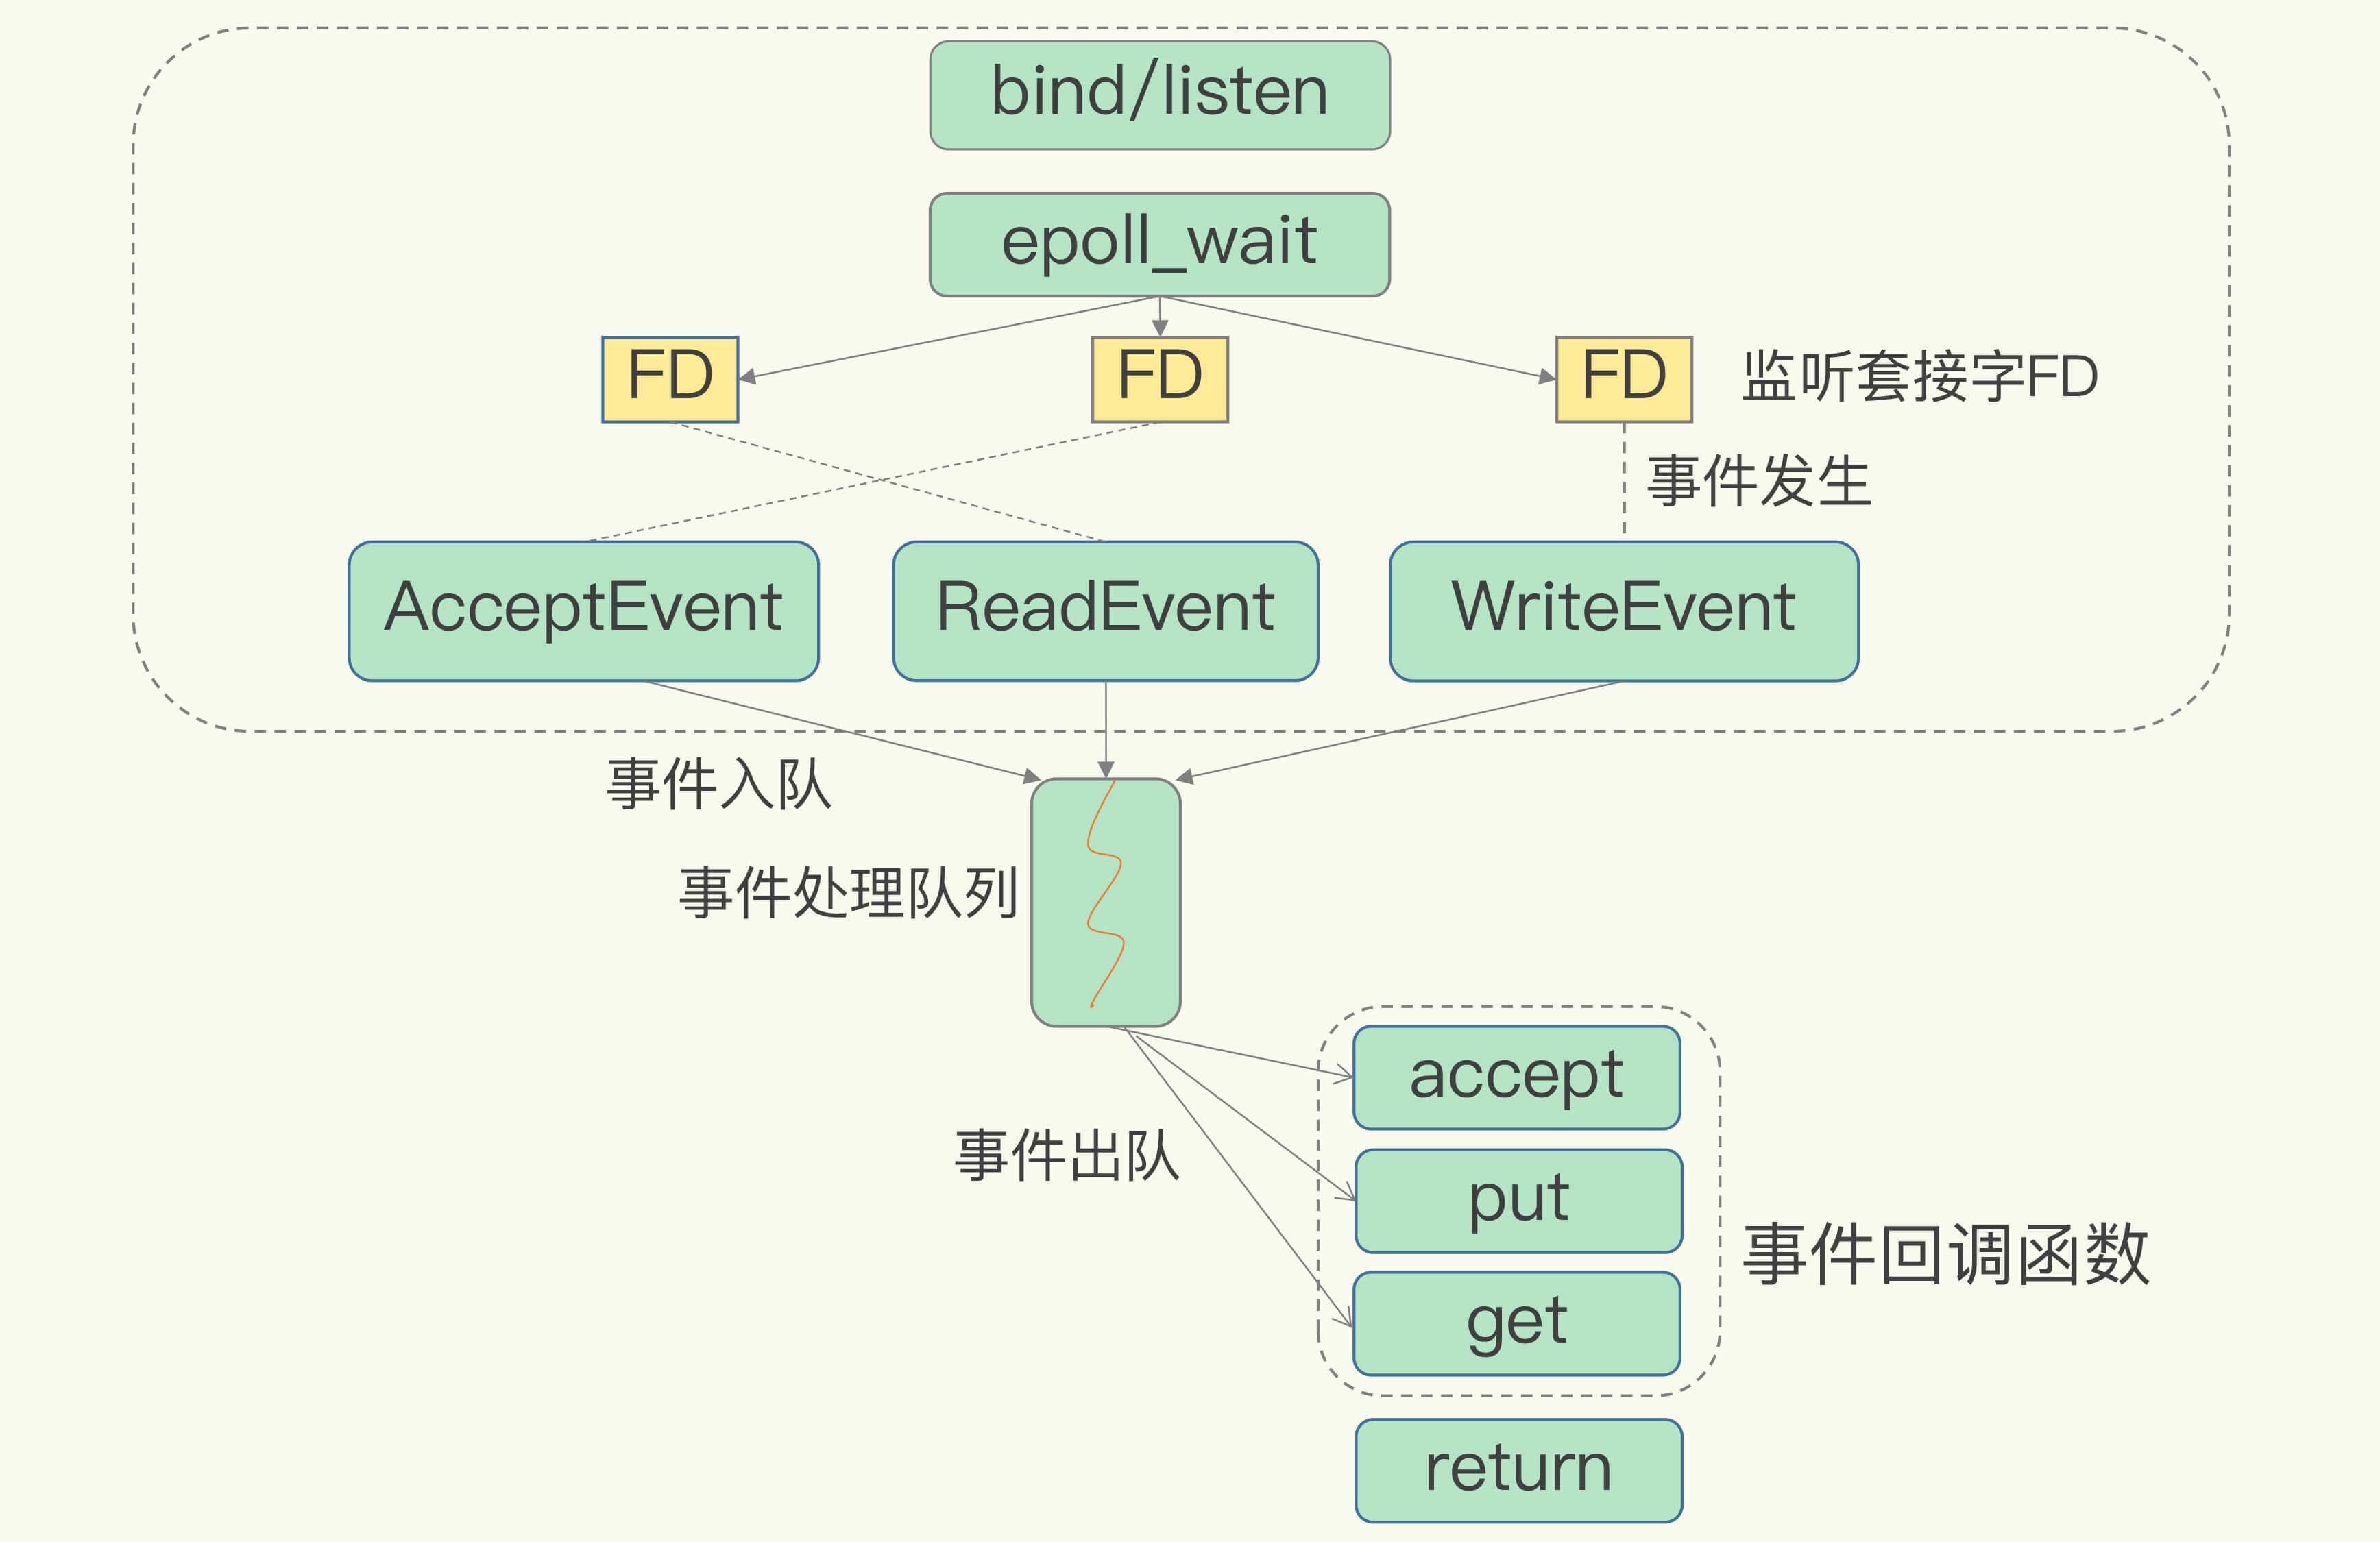 bind/listen
epoll_wait
FD
FD
FD
监听套接字FD
事件发生
AcceptEvent
ReadEvent
WriteEvent
事件入队
事件处理队列
accept
事件出队
put
事件回调函数
get
return